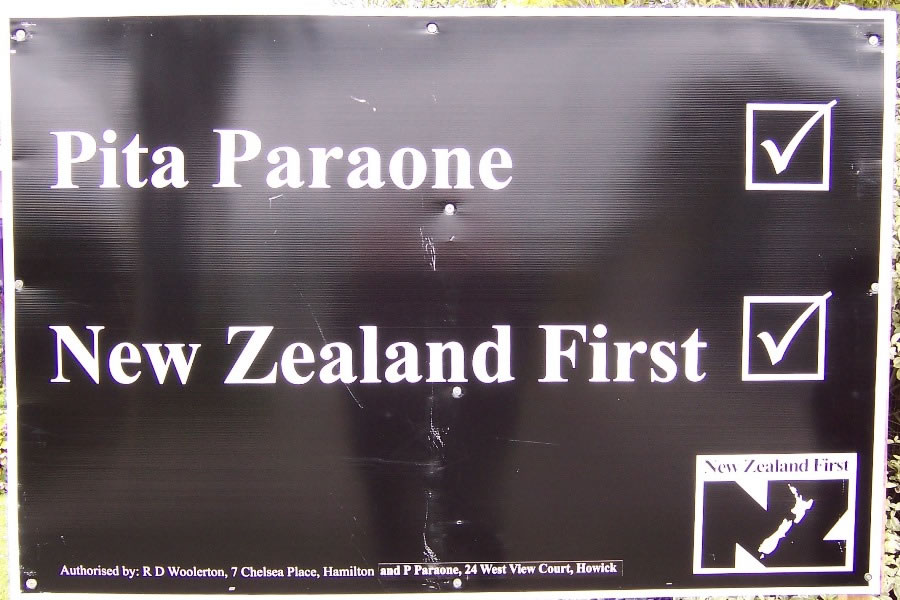 Pita Paraone
New Zealand First
New Zealand First
NZ
Authorised by: R D Woolerton, 7 Chelsea Place, Hamilton and P Paraone, 24 West View Court, Howick